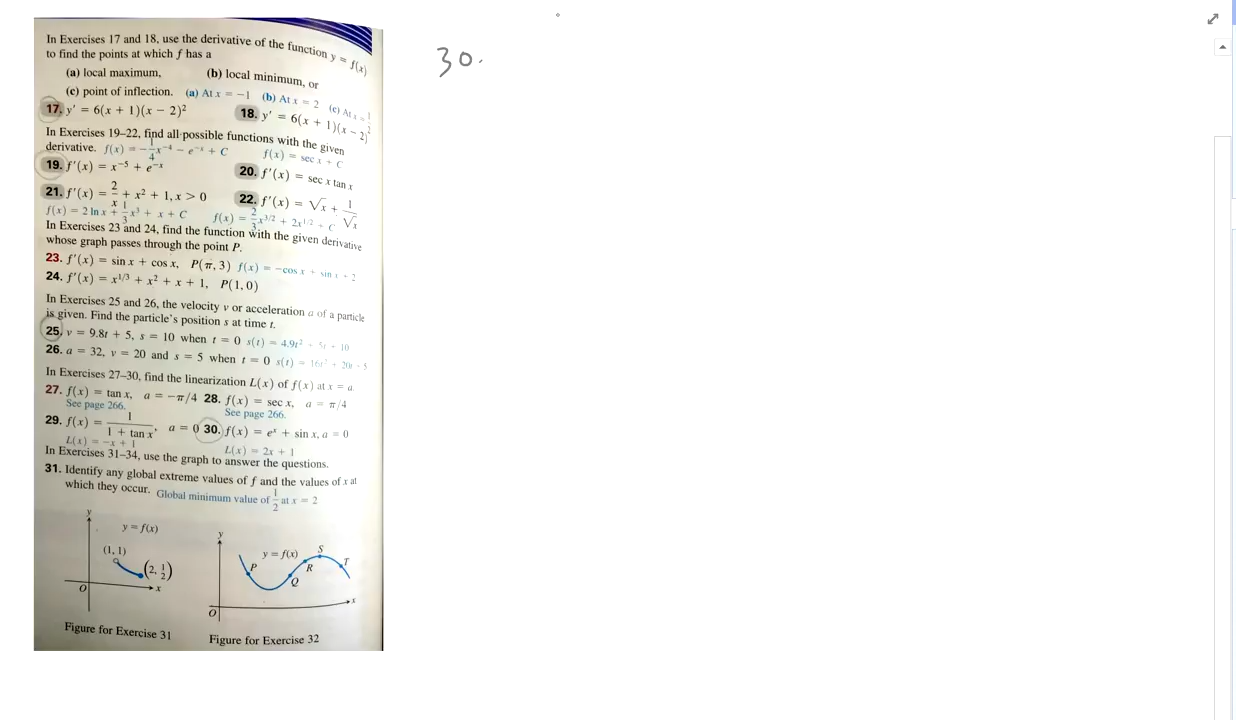 In Exercises 17 and 18, use the derivative of the function y = f(x)
to find the points at which f has a
(a) local maximum, (b) local minimum, or
(c) point of inflection. (a) At x = −1 (b) At x = 2 (c) At x =
17. y′ = 6(x + 1)(x − 2)² 18. y′ = 6(x + 1)(x − 2)
In Exercises 19–22, find all possible functions with the given
derivative. f(x) = −1/4 x⁻⁴ − e⁻ˣ + C f(x) = sec x + C
19. f′(x) = x⁻⁵ + e⁻ˣ 20. f′(x) = sec x tan x
21. f′(x) = 2/x + x² + 1, x > 0 22. f′(x) = √x + 1/√x
f(x) = 2 ln x + 1/3 x³ + x + C f(x) = 2/3 x³/² + 2x¹/² + C
In Exercises 23 and 24, find the function with the given derivative
whose graph passes through the point P.
23. f′(x) = sin x + cos x, P(π, 3) f(x) = −cos x + sin x + 2
24. f′(x) = x¹/³ + x² + x + 1, P(1, 0)
In Exercises 25 and 26, the velocity v or acceleration a of a particle
is given. Find the particle's position s at time t.
25. v = 9.8t + 5, s = 10 when t = 0 s(t) = 4.9t² + 5t + 10
26. a = 32, v = 20 and s = 5 when t = 0 s(t) = 16t² + 20t + 5
In Exercises 27–30, find the linearization L(x) of f(x) at x = a.
27. f(x) = tan x, a = −π/4 28. f(x) = sec x, a = π/4
See page 266. See page 266.
29. f(x) = 1/(1 + tan x), a = 0 30. f(x) = eˣ + sin x, a = 0
L(x) = −x + 1 L(x) = 2x + 1
In Exercises 31–34, use the graph to answer the questions.
31. Identify any global extreme values of f and the values of x at
which they occur. Global minimum value of 1/2 at x = 2
y
y = f(x)
(1, 1)
(2, 1/2)
O
x
Figure for Exercise 31
y
y = f(x)
S
P
R
T
Q
O
x
Figure for Exercise 32
30.